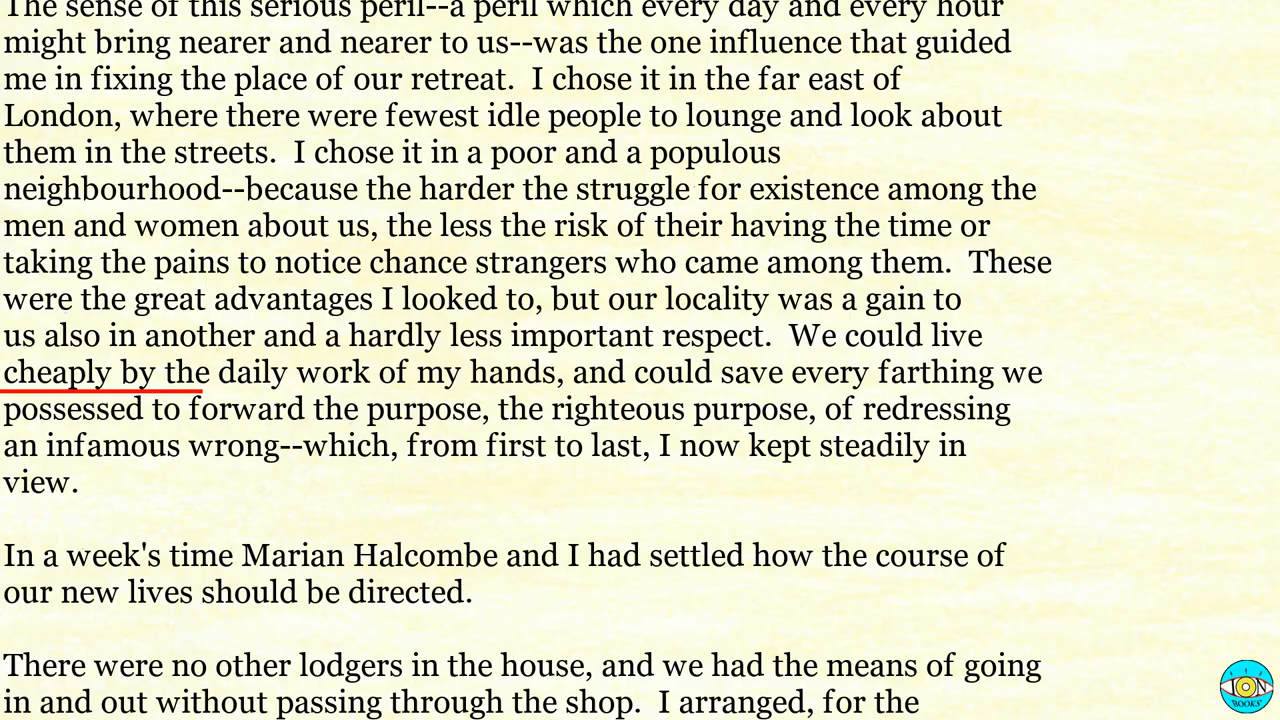 The sense of this serious peril--a peril which every day and every hour
might bring nearer and nearer to us--was the one influence that guided
me in fixing the place of our retreat.  I chose it in the far east of
London, where there were fewest idle people to lounge and look about
them in the streets.  I chose it in a poor and a populous
neighbourhood--because the harder the struggle for existence among the
men and women about us, the less the risk of their having the time or
taking the pains to notice chance strangers who came among them.  These
were the great advantages I looked to, but our locality was a gain to
us also in another and a hardly less important respect.  We could live
cheaply by the daily work of my hands, and could save every farthing we
possessed to forward the purpose, the righteous purpose, of redressing
an infamous wrong--which, from first to last, I now kept steadily in
view.
In a week's time Marian Halcombe and I had settled how the course of
our new lives should be directed.
There were no other lodgers in the house, and we had the means of going
in and out without passing through the shop.  I arranged, for the
ION
BOOKS